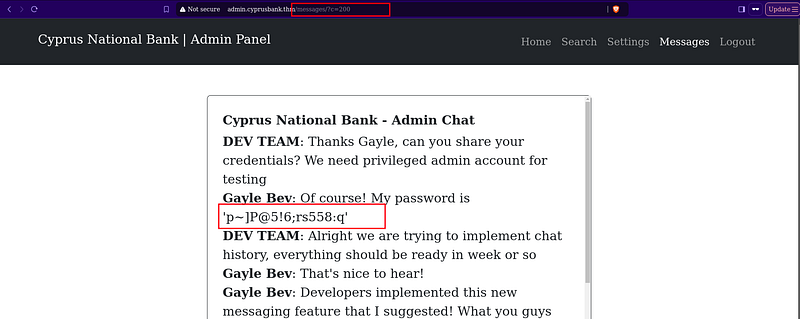 Not secure admin.cyprusbank.thm/messages/?c=200 Update
Cyprus National Bank | Admin Panel Home Search Settings Messages Logout
Cyprus National Bank - Admin Chat
DEV TEAM: Thanks Gayle, can you share your
credentials? We need privileged admin account for
testing
Gayle Bev: Of course! My password is
'p~]P@5!6;rs558:q'
DEV TEAM: Alright we are trying to implement chat
history, everything should be ready in week or so
Gayle Bev: That's nice to hear!
Gayle Bev: Developers implemented this new
messaging feature that I suggested! What you guys